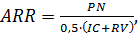 ARR = PN / 0,5·(IC+RV),